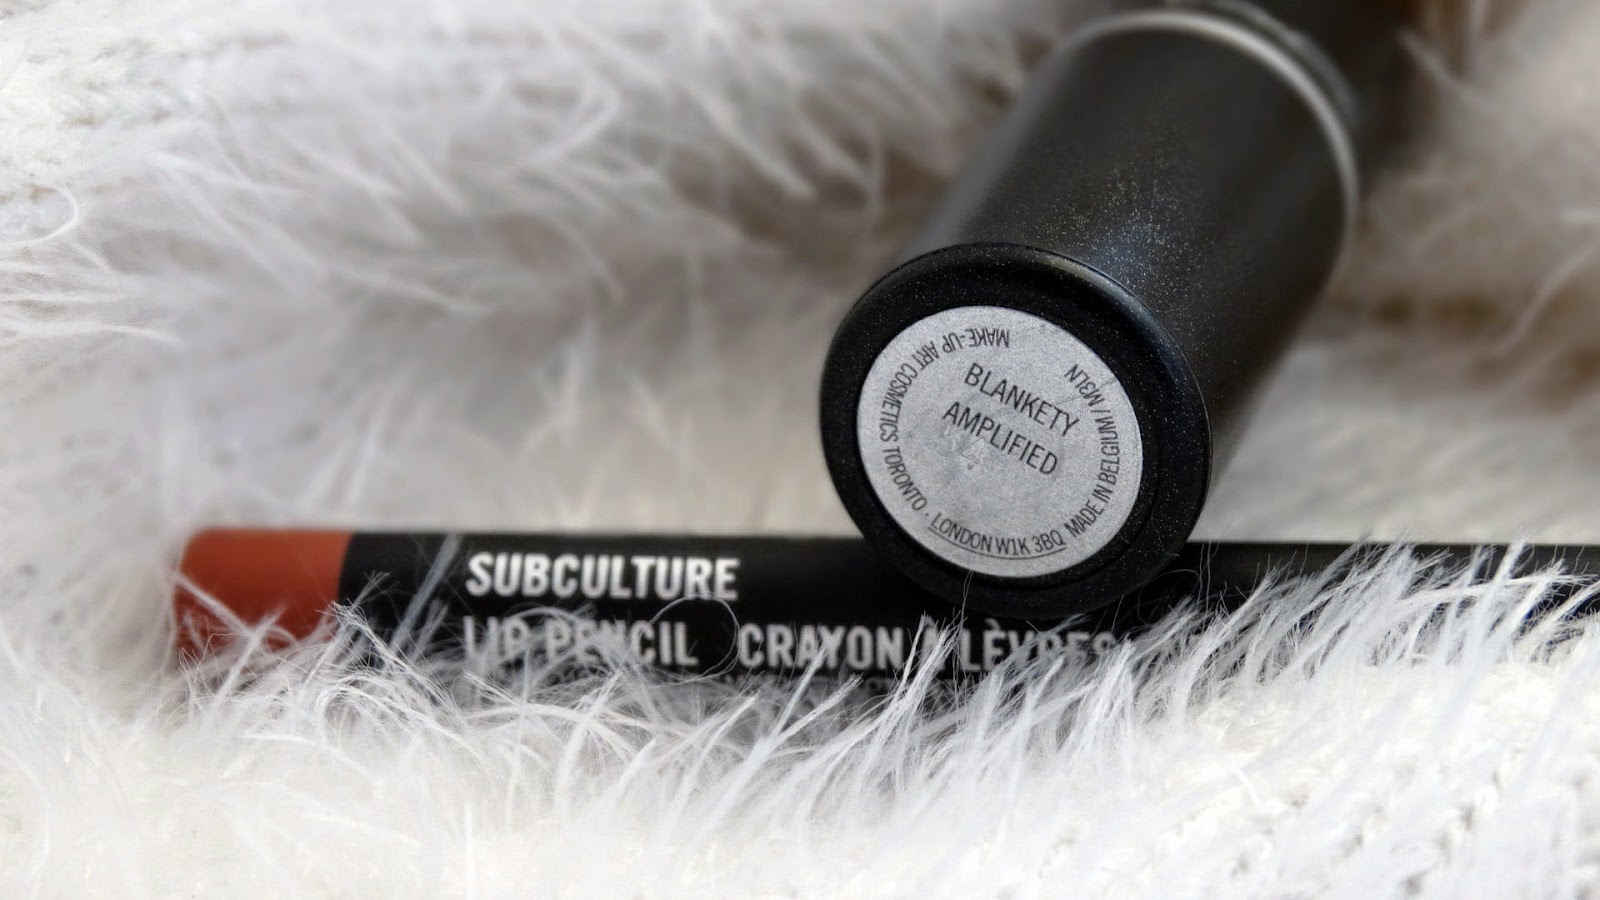 MAKE-UP ART COSMETICS TORONTO . LONDON W1K 3BQ MADE IN BELGIUM / M3LN
BLANKETY
AMPLIFIED
SUBCULTURE
LIP PENCIL CRAYON À LÈVRES